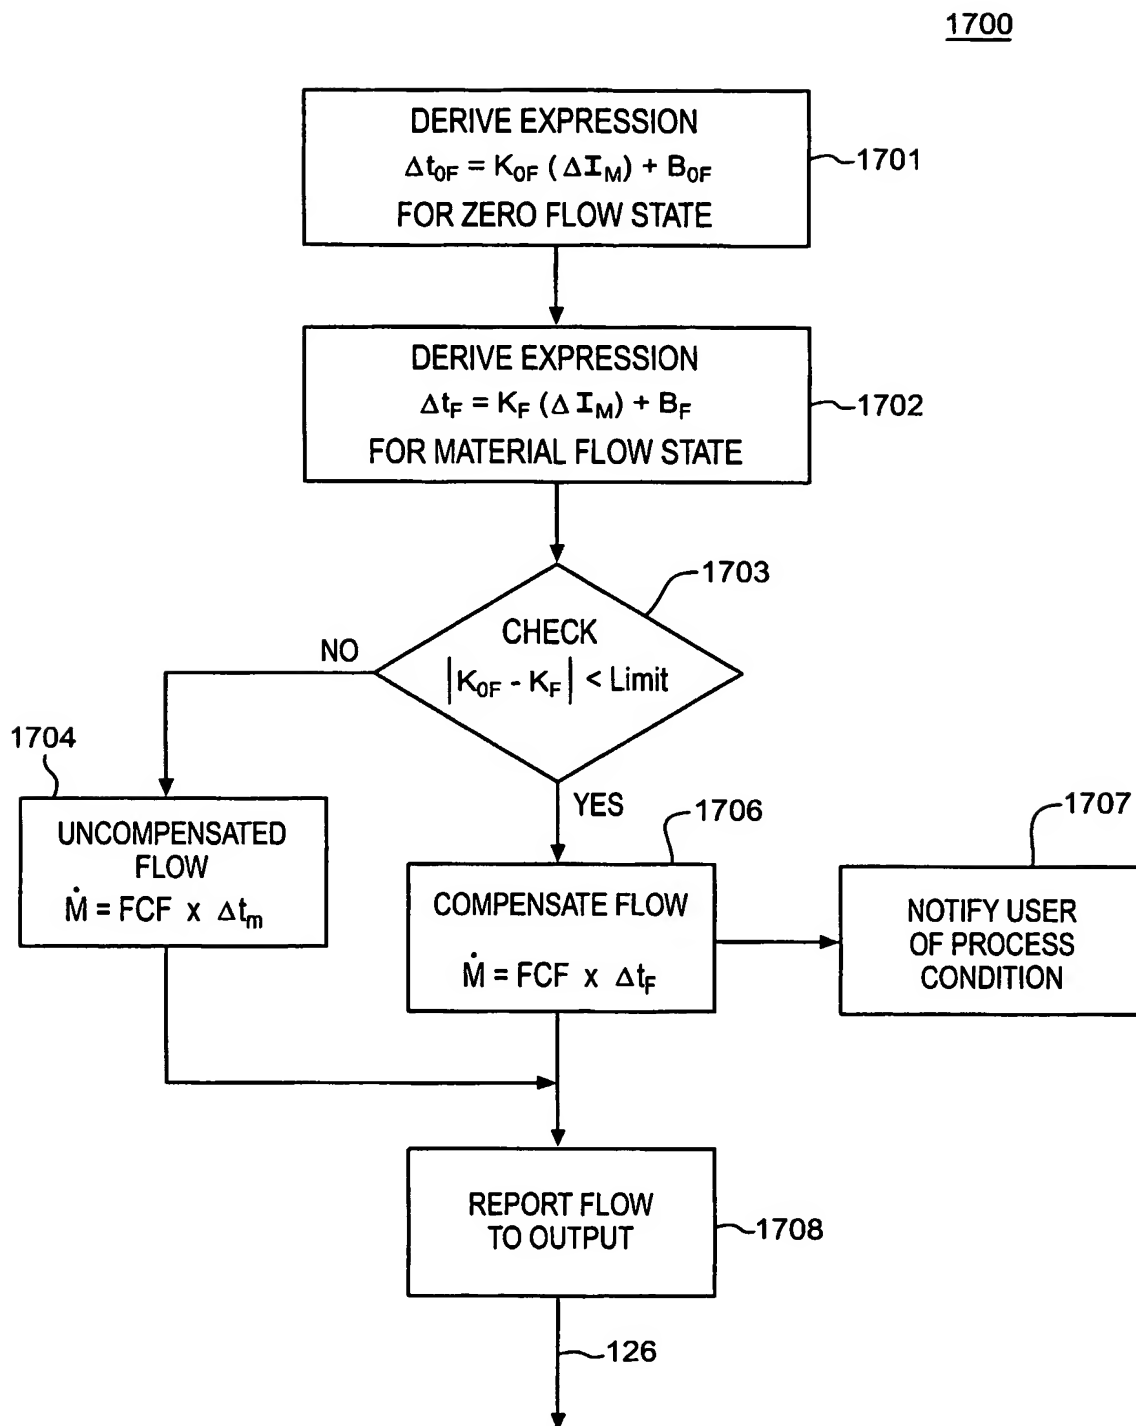 1700
DERIVE EXPRESSION
Δt₀F = K₀F (ΔIM) + B₀F
FOR ZERO FLOW STATE
1701
DERIVE EXPRESSION
ΔtF = KF (ΔIM) + BF
FOR MATERIAL FLOW STATE
1702
1703
CHECK
|K₀F - KF| < Limit
NO
YES
1704
UNCOMPENSATED
FLOW
Ṁ = FCF x Δtm
1706
COMPENSATE FLOW
Ṁ = FCF x ΔtF
1707
NOTIFY USER
OF PROCESS
CONDITION
REPORT FLOW
TO OUTPUT
1708
126